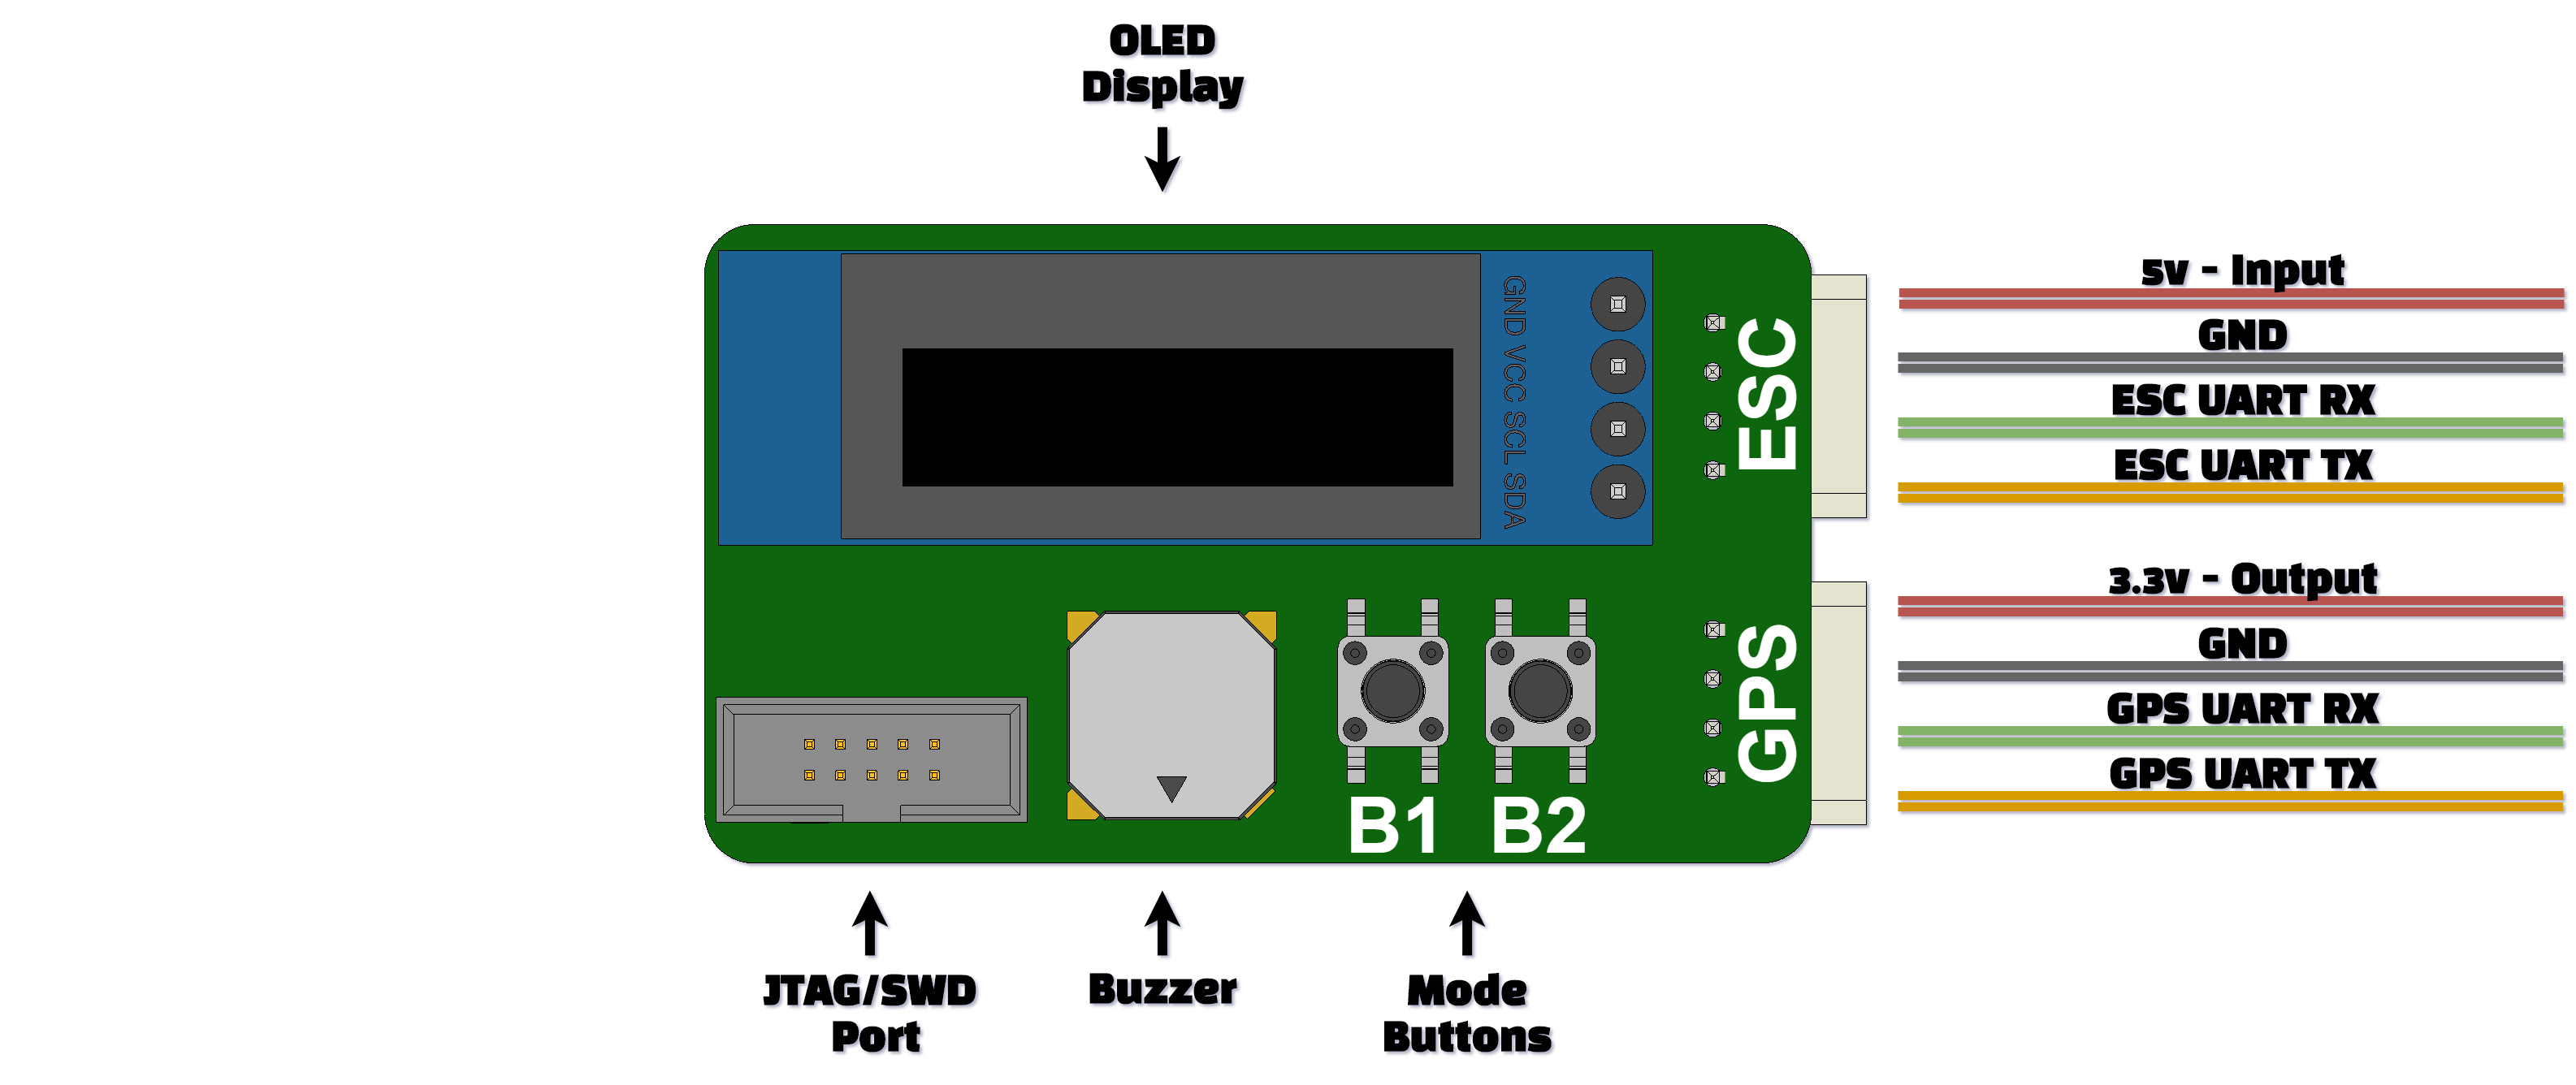 OLED
Display
GND VCC SCL SDA
ESC
5v - Input
GND
ESC UART RX
ESC UART TX
GPS
3.3v - Output
GND
GPS UART RX
GPS UART TX
B1 B2
JTAG/SWD
Port
Buzzer
Mode
Buttons